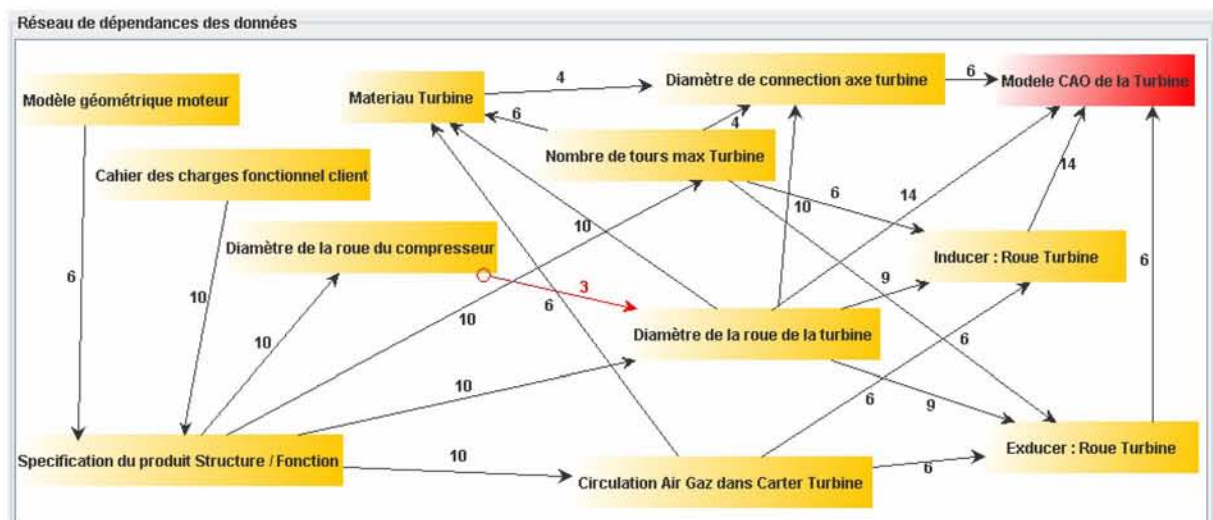 Réseau de dépendances des données
Modèle géométrique moteur
Materiau Turbine
4
Diamètre de connection axe turbine
6
Modele CAO de la Turbine
6
4
Nombre de tours max Turbine
Cahier des charges fonctionnel client
6
14
14
10
10
Diamètre de la roue du compresseur
Inducer : Roue Turbine
6
6
9
3
10
6
10
10
Diamètre de la roue de la turbine
6
10
6
9
Specification du produit Structure / Fonction
10
Circulation Air Gaz dans Carter Turbine
6
Exducer : Roue Turbine